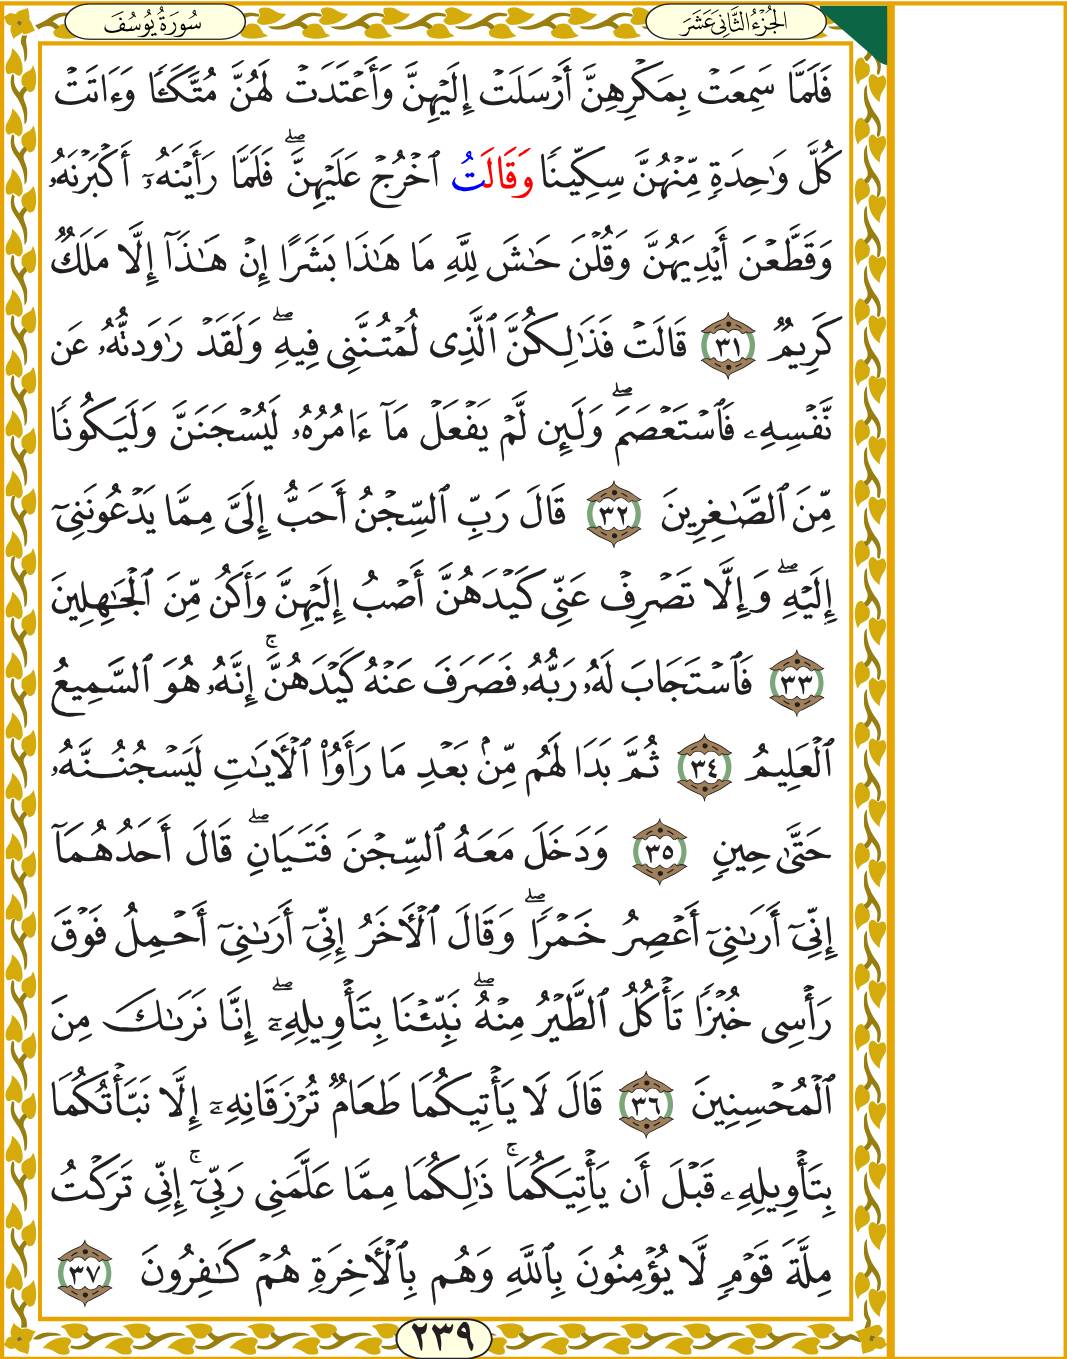 الجُزْءُ الثَّانِيَ عَشَرَ
سُورَةُ يُوسُفَ
فَلَمَّا سَمِعَتۡ بِمَكۡرِهِنَّ أَرۡسَلَتۡ إِلَيۡهِنَّ وَأَعۡتَدَتۡ لَهُنَّ مُتَّكَـٔٗا وَءَاتَتۡ
كُلَّ وَٰحِدَةٖ مِّنۡهُنَّ سِكِّينٗا وَقَالَتُ ٱخۡرُجۡ عَلَيۡهِنَّۖ فَلَمَّا رَأَيۡنَهُۥٓ أَكۡبَرۡنَهُۥ
وَقَطَّعۡنَ أَيۡدِيَهُنَّ وَقُلۡنَ حَٰشَ لِلَّهِ مَا هَٰذَا بَشَرًا إِنۡ هَٰذَآ إِلَّا مَلَكٞ
كَرِيمٞ ٣١ قَالَتۡ فَذَٰلِكُنَّ ٱلَّذِي لُمۡتُنَّنِي فِيهِۖ وَلَقَدۡ رَٰوَدتُّهُۥ عَن
نَّفۡسِهِۦ فَٱسۡتَعۡصَمَۖ وَلَئِن لَّمۡ يَفۡعَلۡ مَآ ءَامُرُهُۥ لَيُسۡجَنَنَّ وَلَيَكُونٗا
مِّنَ ٱلصَّٰغِرِينَ ٣٢ قَالَ رَبِّ ٱلسِّجۡنُ أَحَبُّ إِلَيَّ مِمَّا يَدۡعُونَنِيٓ
إِلَيۡهِۖ وَإِلَّا تَصۡرِفۡ عَنِّي كَيۡدَهُنَّ أَصۡبُ إِلَيۡهِنَّ وَأَكُن مِّنَ ٱلۡجَٰهِلِينَ
٣٣ فَٱسۡتَجَابَ لَهُۥ رَبُّهُۥ فَصَرَفَ عَنۡهُ كَيۡدَهُنَّۚ إِنَّهُۥ هُوَ ٱلسَّمِيعُ
ٱلۡعَلِيمُ ٣٤ ثُمَّ بَدَا لَهُم مِّنۢ بَعۡدِ مَا رَأَوُاْ ٱلۡأٓيَٰتِ لَيَسۡجُنُنَّهُۥ
حَتَّىٰ حِينٖ ٣٥ وَدَخَلَ مَعَهُ ٱلسِّجۡنَ فَتَيَانِۖ قَالَ أَحَدُهُمَآ
إِنِّيٓ أَرَىٰنِيٓ أَعۡصِرُ خَمۡرٗاۖ وَقَالَ ٱلۡأٓخَرُ إِنِّيٓ أَرَىٰنِيٓ أَحۡمِلُ فَوۡقَ
رَأۡسِي خُبۡزٗا تَأۡكُلُ ٱلطَّيۡرُ مِنۡهُۖ نَبِّئۡنَا بِتَأۡوِيلِهِۦٓۖ إِنَّا نَرَىٰكَ مِنَ
ٱلۡمُحۡسِنِينَ ٣٦ قَالَ لَا يَأۡتِيكُمَا طَعَامٞ تُرۡزَقَانِهِۦٓ إِلَّا نَبَّأۡتُكُمَا
بِتَأۡوِيلِهِۦ قَبۡلَ أَن يَأۡتِيَكُمَاۚ ذَٰلِكُمَا مِمَّا عَلَّمَنِي رَبِّيٓۚ إِنِّي تَرَكۡتُ
مِلَّةَ قَوۡمٖ لَّا يُؤۡمِنُونَ بِٱللَّهِ وَهُم بِٱلۡأٓخِرَةِ هُمۡ كَٰفِرُونَ ٣٧
٢٣٩